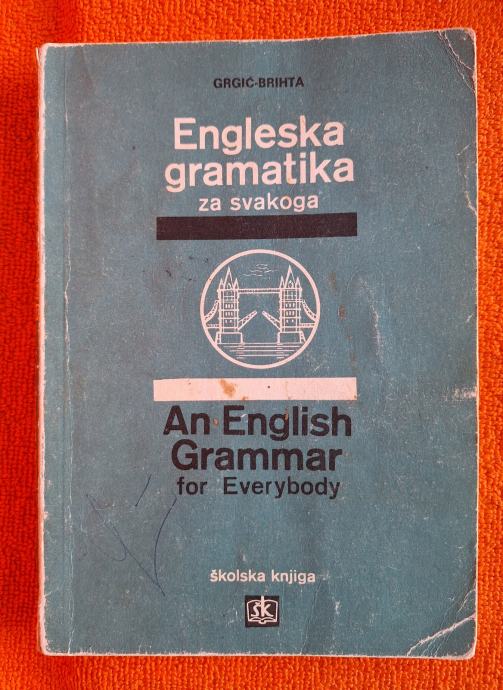 GRGIĆ-BRIHTA
Engleska
gramatika
za svakoga
An English
Grammar
for Everybody
školska knjiga
ŠK